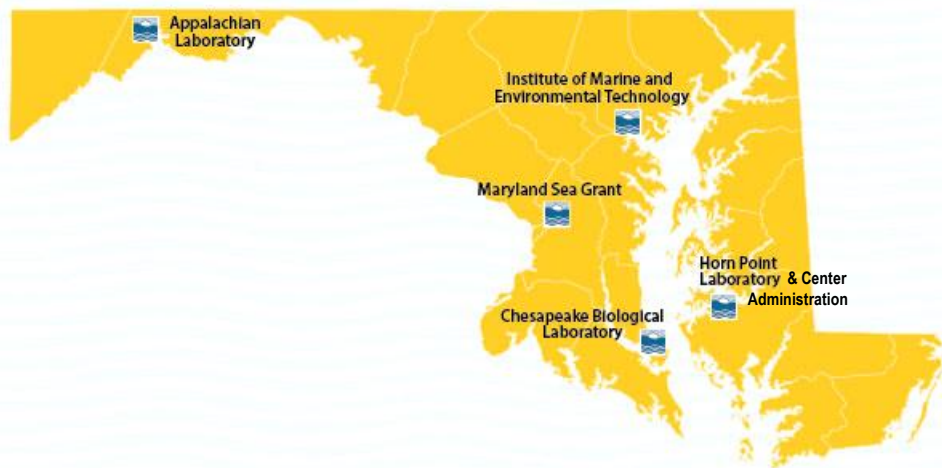 Appalachian
Laboratory
Institute of Marine and
Environmental Technology
Maryland Sea Grant
Horn Point
Laboratory & Center
Administration
Chesapeake Biological
Laboratory